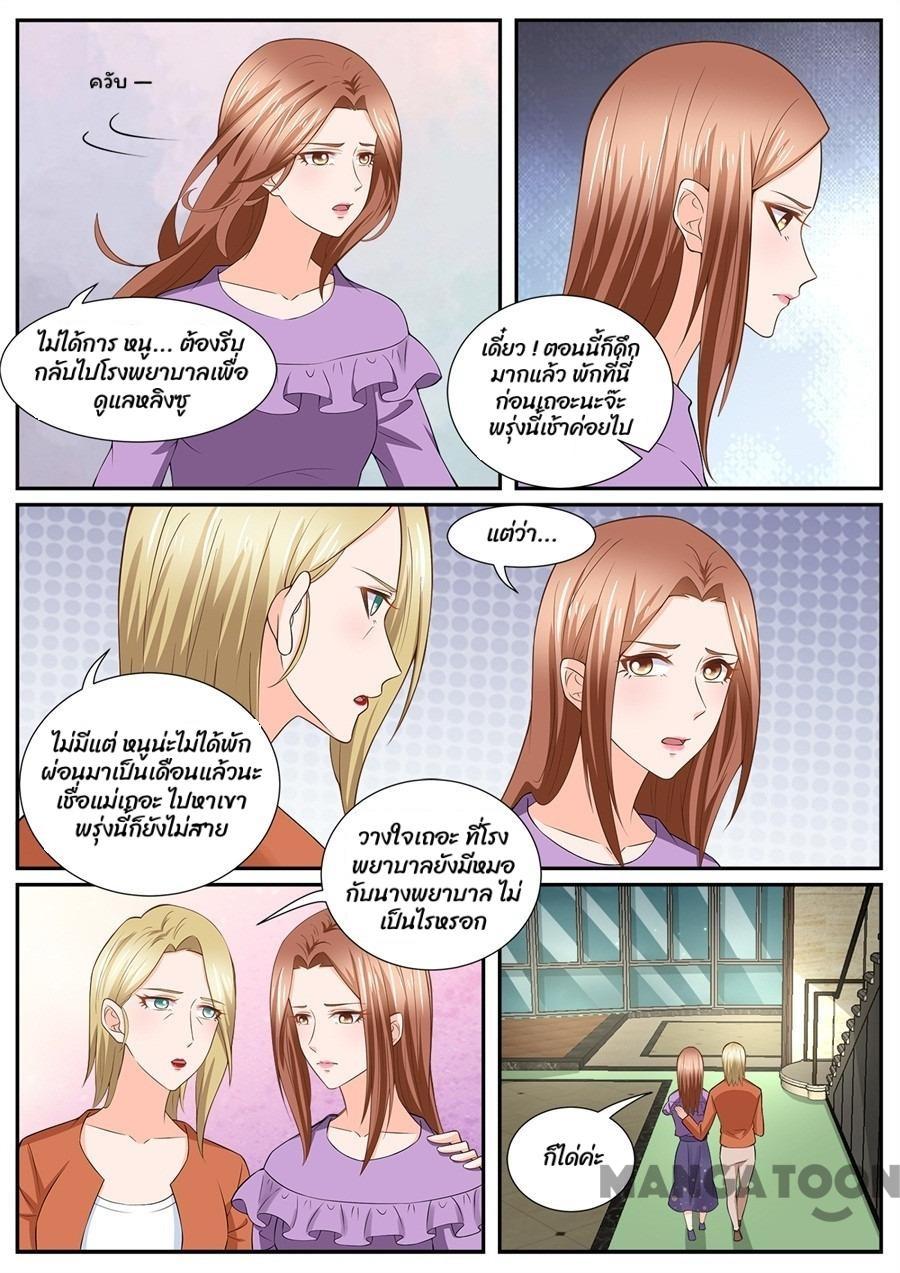 ควับ —
ไม่ได้การ หนู... ต้องรีบ
กลับไปโรงพยาบาลเพื่อ
ดูแลหลิงซู
เดี๋ยว ! ตอนนี้ก็ดึก
มากแล้ว พักที่นี่
ก่อนเถอะนะจ๊ะ
พรุ่งนี้เช้าค่อยไป
แต่ว่า...
ไม่มีแต่ หนูน่ะไม่ได้พัก
ผ่อนมาเป็นเดือนแล้วนะ
เชื่อแม่เถอะ ไปหาเขา
พรุ่งนี้ก็ยังไม่สาย
วางใจเถอะ ที่โรง
พยาบาลยังมีหมอ
กับนางพยาบาล ไม่
เป็นไรหรอก
ก็ได่ค่ะ
MANGATOON